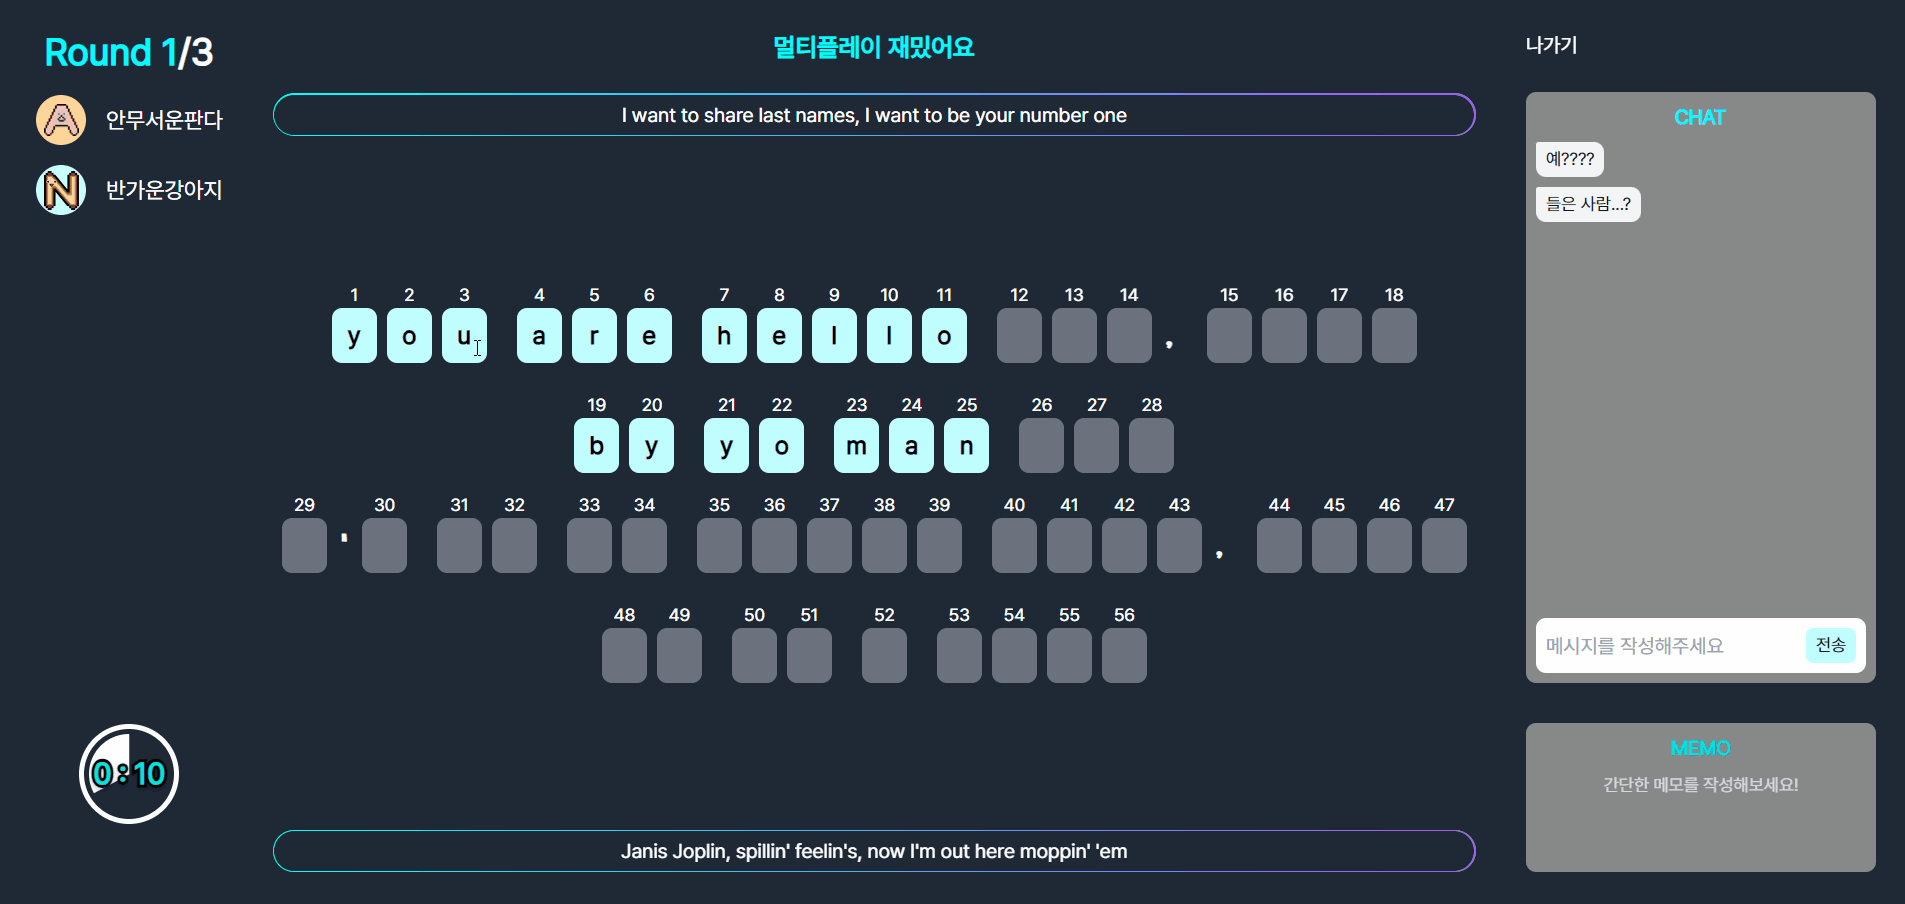 Round 1/3
멀티플레이 재밌어요
나가기
안무서운판다
반가운강아지
I want to share last names, I want to be your number one
CHAT
예????
들은 사람...?
1 2 3 4 5 6 7 8 9 10 11 12 13 14 15 16 17 18
y o u a r e h e l l o , 
19 20 21 22 23 24 25 26 27 28
b y y o m a n
29 30 31 32 33 34 35 36 37 38 39 40 41 42 43 44 45 46 47
' ,
48 49 50 51 52 53 54 55 56
메시지를 작성해주세요 전송
0:10
MEMO
간단한 메모를 작성해보세요!
Janis Joplin, spillin' feelin's, now I'm out here moppin' 'em